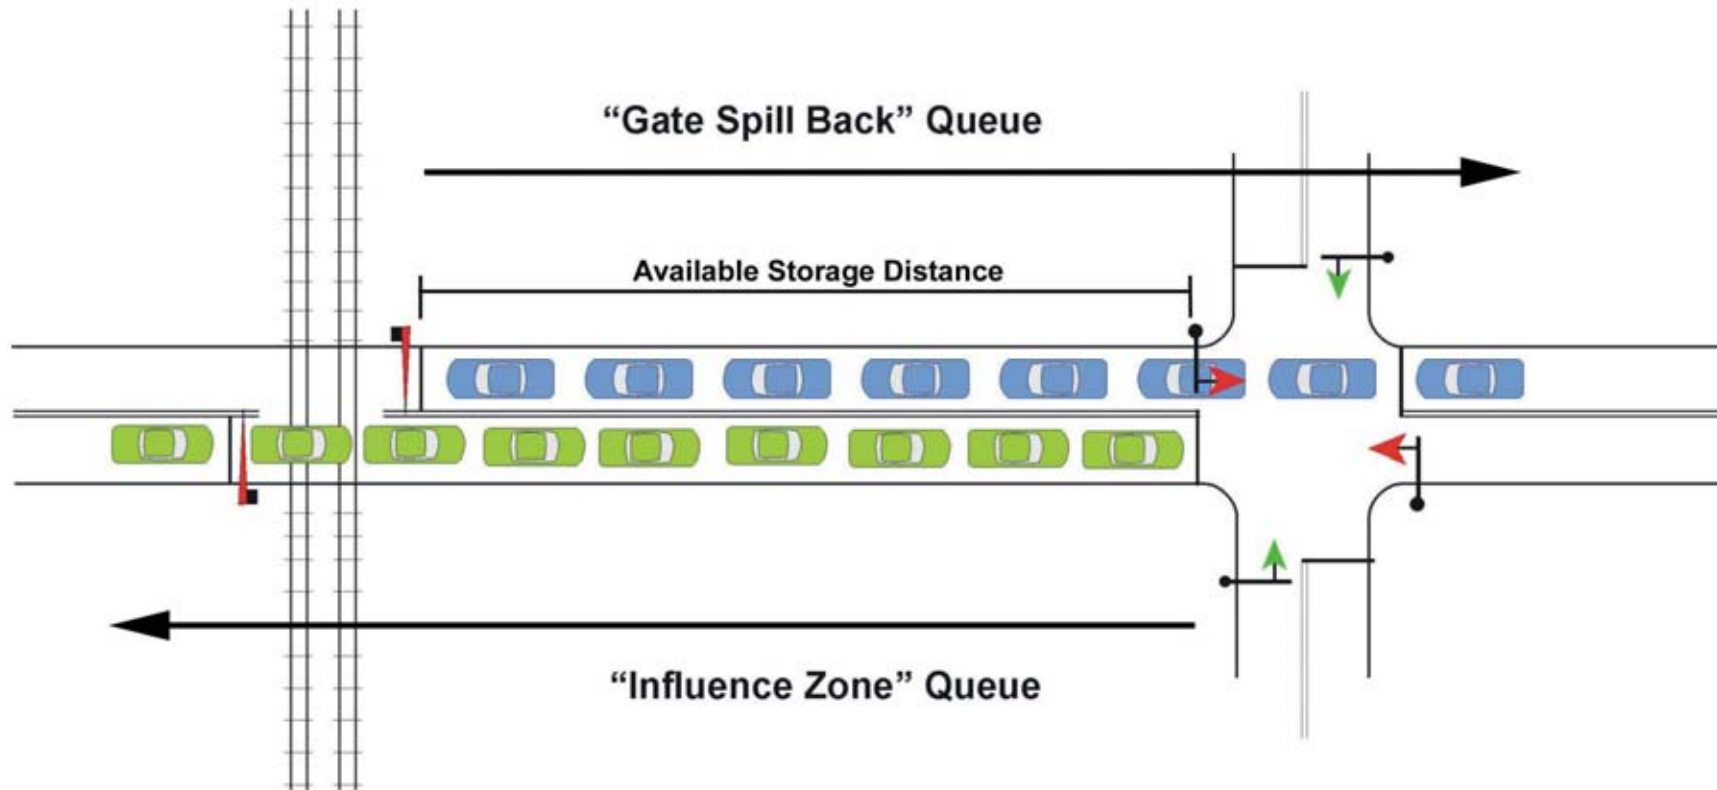 “Gate Spill Back” Queue
Available Storage Distance
“Influence Zone” Queue